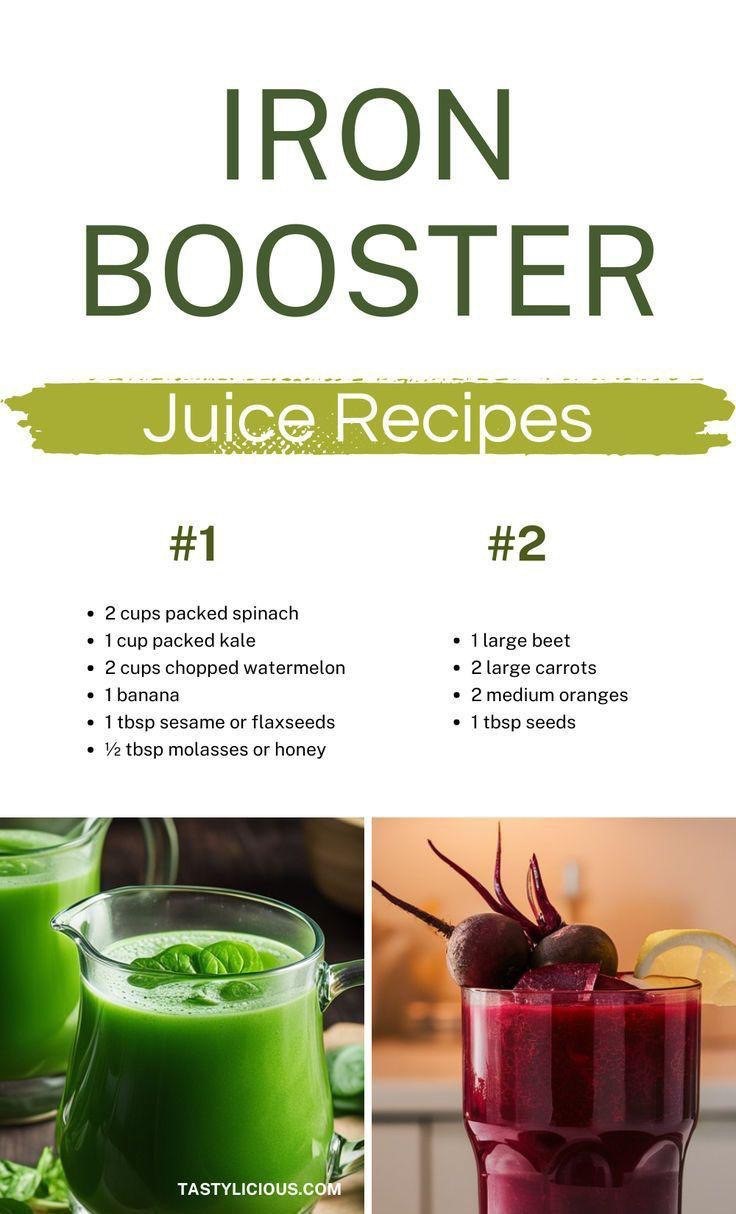 IRON
BOOSTER
Juice Recipes
#1
• 2 cups packed spinach
• 1 cup packed kale
• 2 cups chopped watermelon
• 1 banana
• 1 tbsp sesame or flaxseeds
• ½ tbsp molasses or honey
#2
• 1 large beet
• 2 large carrots
• 2 medium oranges
• 1 tbsp seeds
TASTYLICIOUS.COM